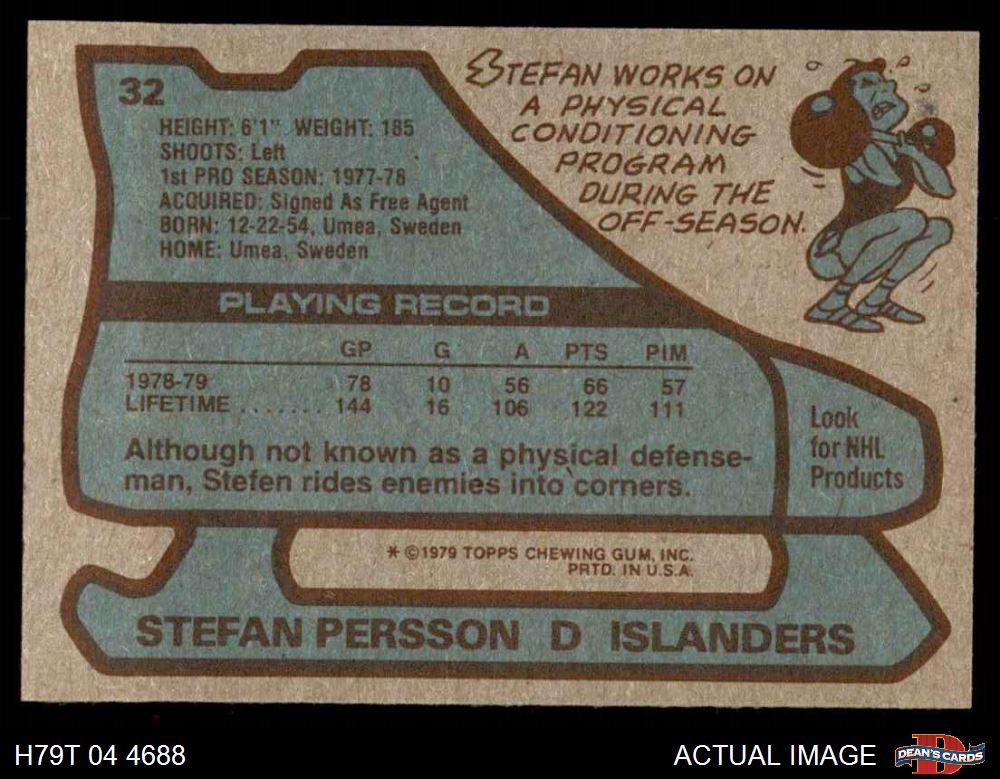 32
HEIGHT: 6'1" WEIGHT: 185
SHOOTS: Left
1st PRO SEASON: 1977-78
ACQUIRED: Signed As Free Agent
BORN: 12-22-54, Umea, Sweden
HOME: Umea, Sweden
STEFAN WORKS ON
A PHYSICAL
CONDITIONING
PROGRAM
DURING THE
OFF-SEASON.
PLAYING RECORD
GP G A PTS PIM
1978-79 78 10 56 66 57
LIFETIME ....... 144 16 106 122 111
Although not known as a physical defense-
man, Stefen rides enemies into corners.
Look
for NHL
Products
* ©1979 TOPPS CHEWING GUM, INC.
PRTD. IN U.S.A.
STEFAN PERSSON D ISLANDERS
H79T 04 4688
ACTUAL IMAGE
DEAN'S CARDS